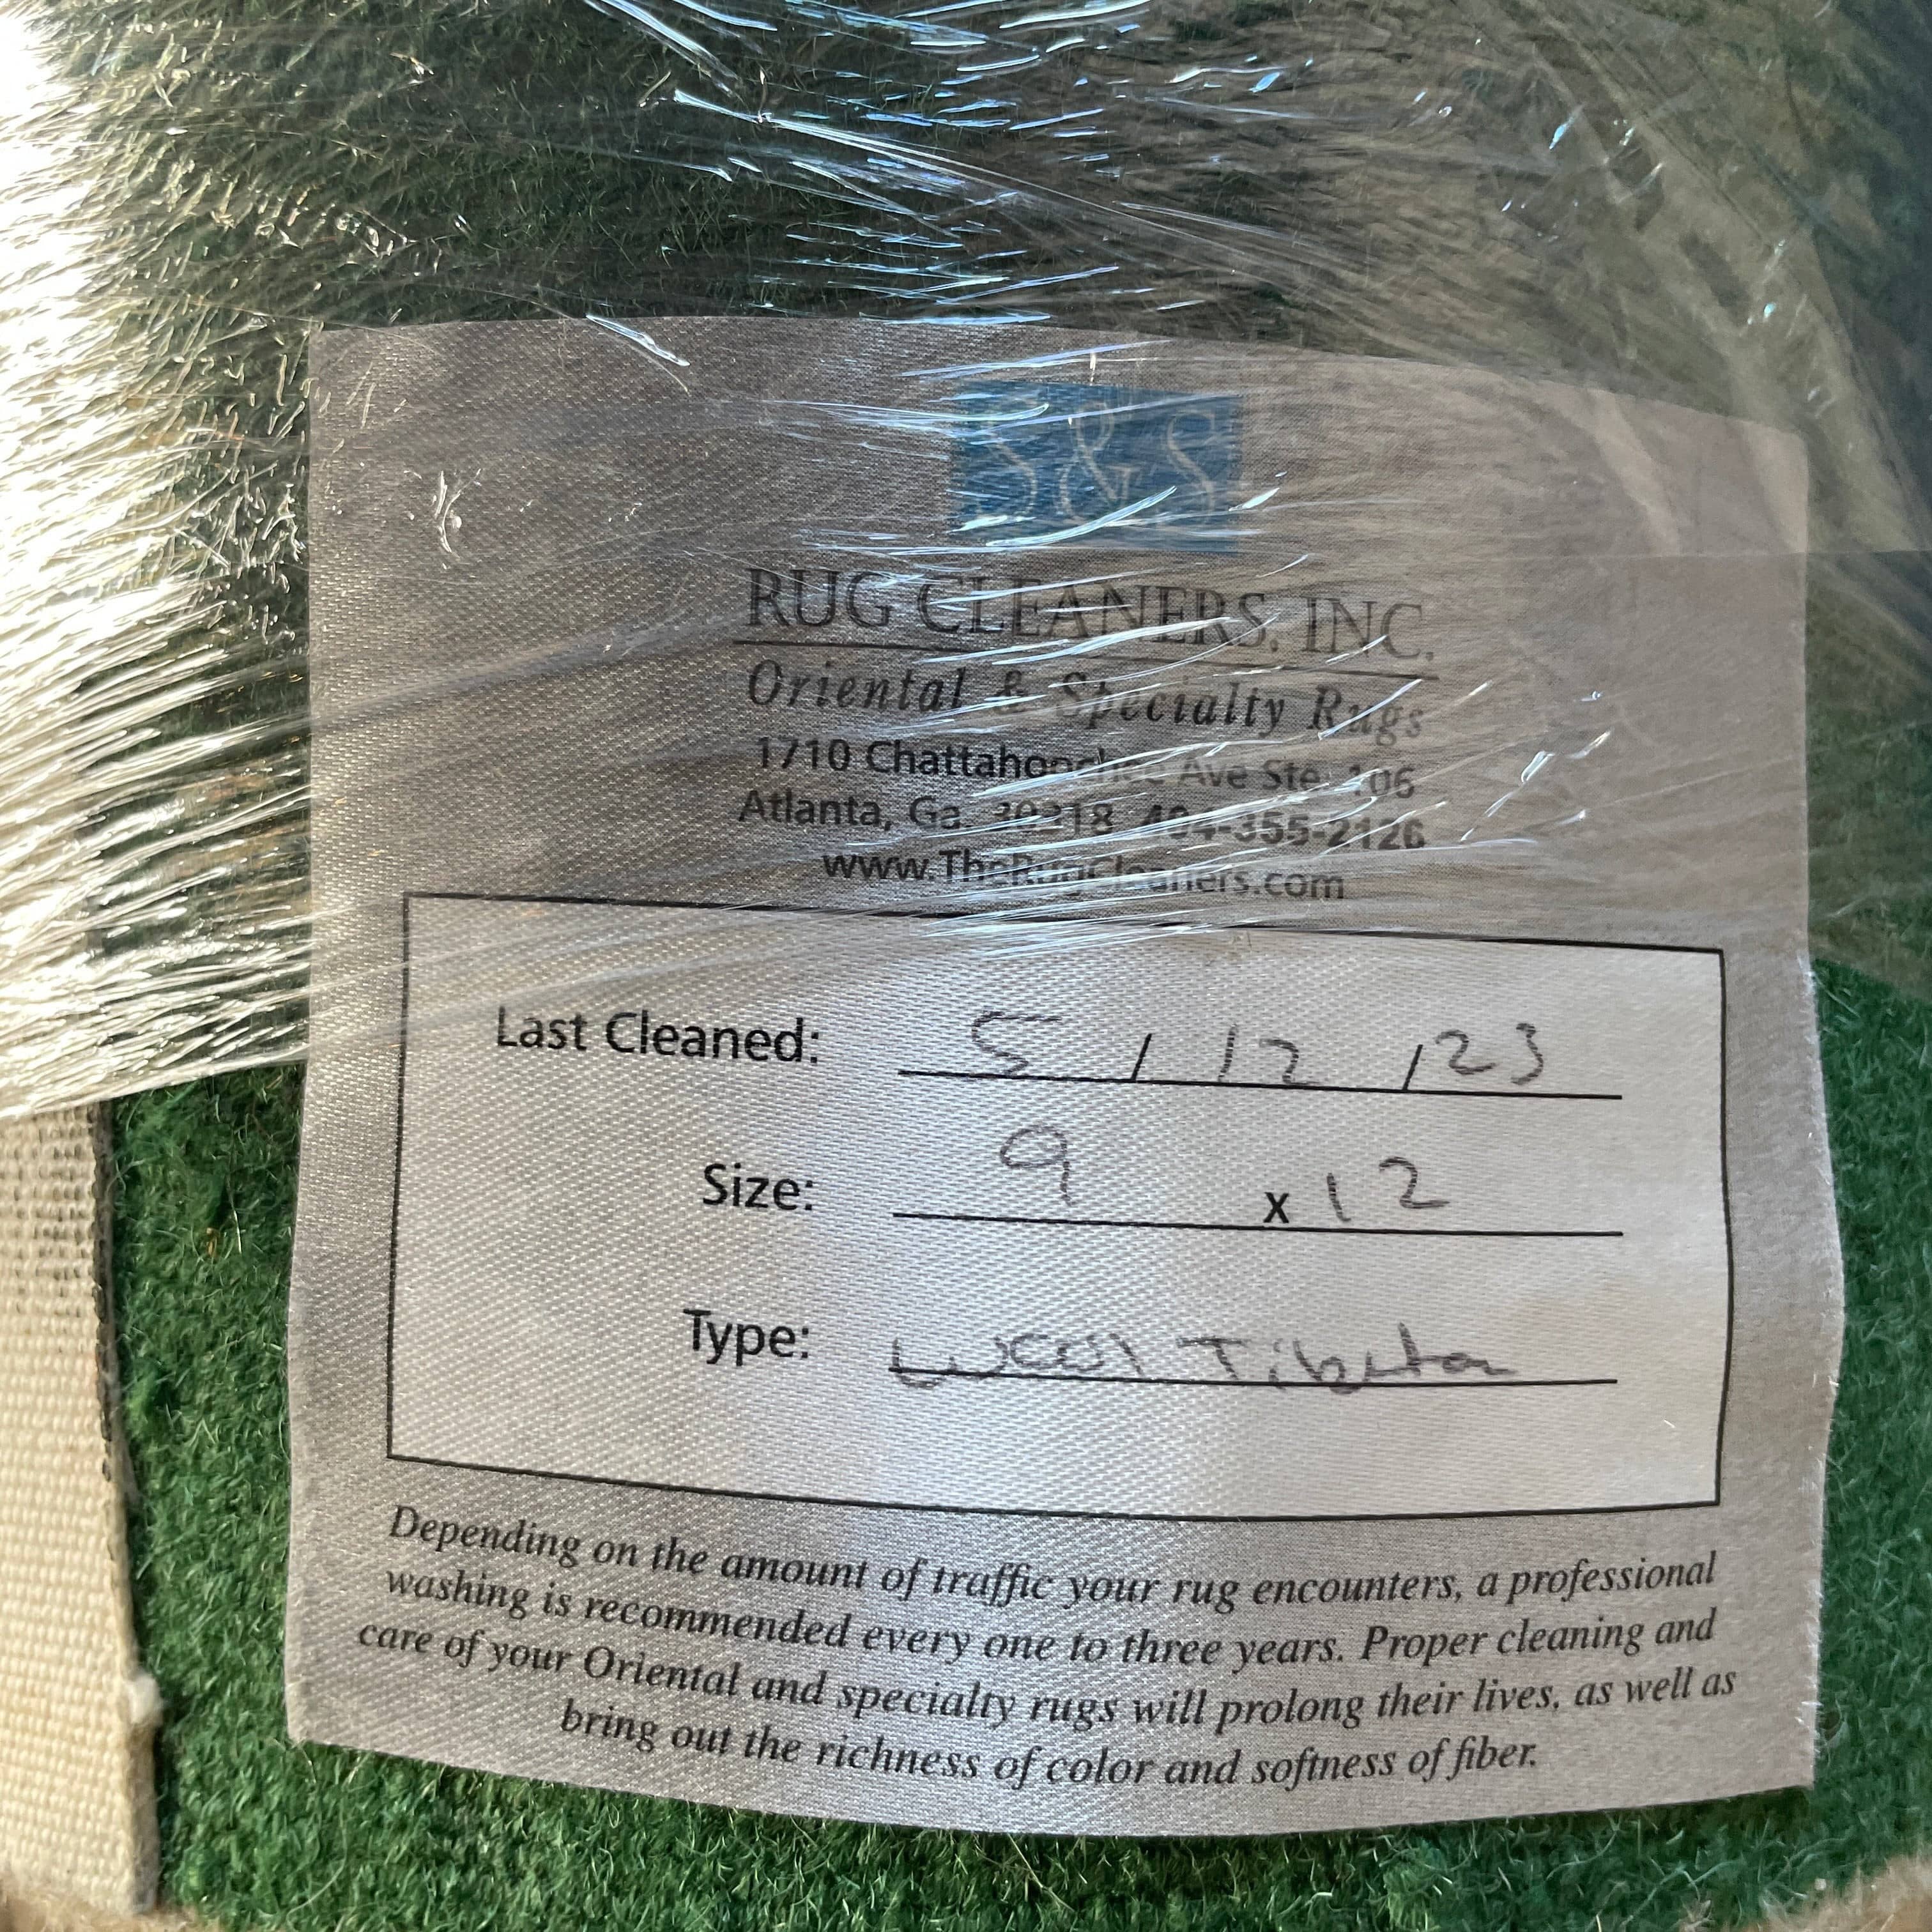 S&S
RUG CLEANERS, INC.
Oriental & Specialty Rugs
1710 Chattahoochee Ave Ste. 106
Atlanta, Ga. 30318 404-355-2126
www.TheRugCleaners.com
Last Cleaned: 5 / 12 / 23
Size: 9 x 12
Type: Wool Tibetan
Depending on the amount of traffic your rug encounters, a professional
washing is recommended every one to three years. Proper cleaning and
care of your Oriental and specialty rugs will prolong their lives, as well as
bring out the richness of color and softness of fiber.